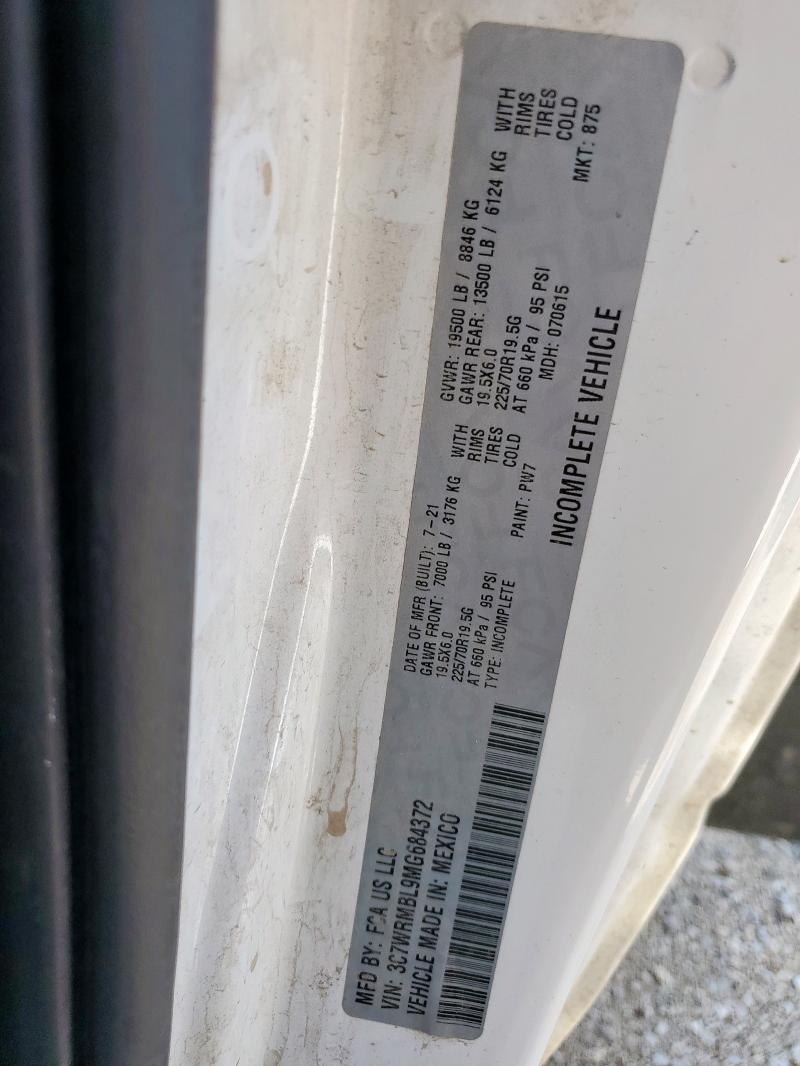 MFD BY: FCA US LLC
VIN: 3C7WRMBL9MG684372
VEHICLE MADE IN: MEXICO
DATE OF MFR (BUILT): 7-21
GAWR FRONT: 7000 LB / 3176 KG WITH
19.5X6.0 RIMS
225/70R19.5G TIRES
AT 660 kPa / 95 PSI COLD
TYPE: INCOMPLETE
PAINT: PW7
GVWR: 19500 LB / 8846 KG
GAWR REAR: 13500 LB / 6124 KG WITH
19.5X6.0 RIMS
225/70R19.5G TIRES
AT 660 kPa / 95 PSI COLD
MDH: 070615 MKT: 875
INCOMPLETE VEHICLE